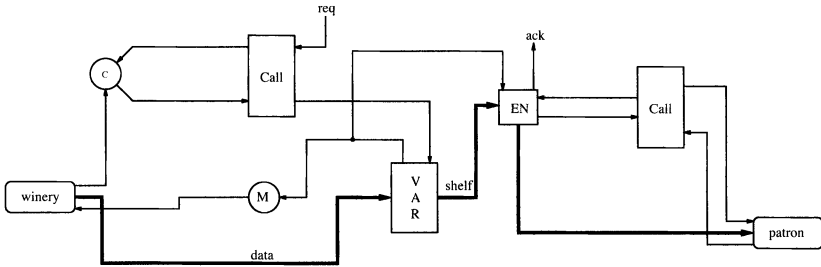 req
ack
C
Call
EN
Call
winery
M
V
A
R
shelf
data
patron